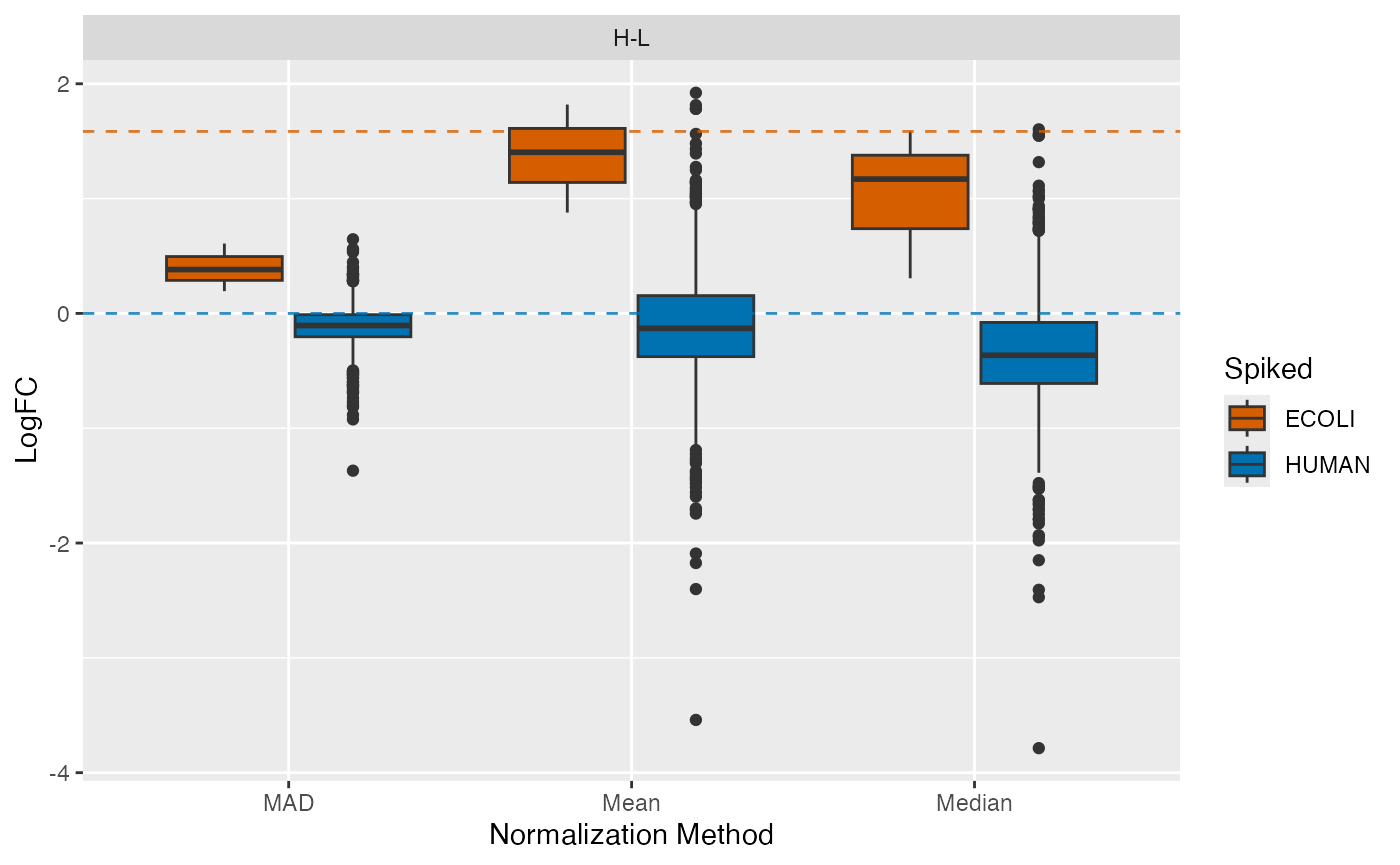 H-L
LogFC
2
0
-2
-4
MAD
Mean
Median
Normalization Method
Spiked
ECOLI
HUMAN